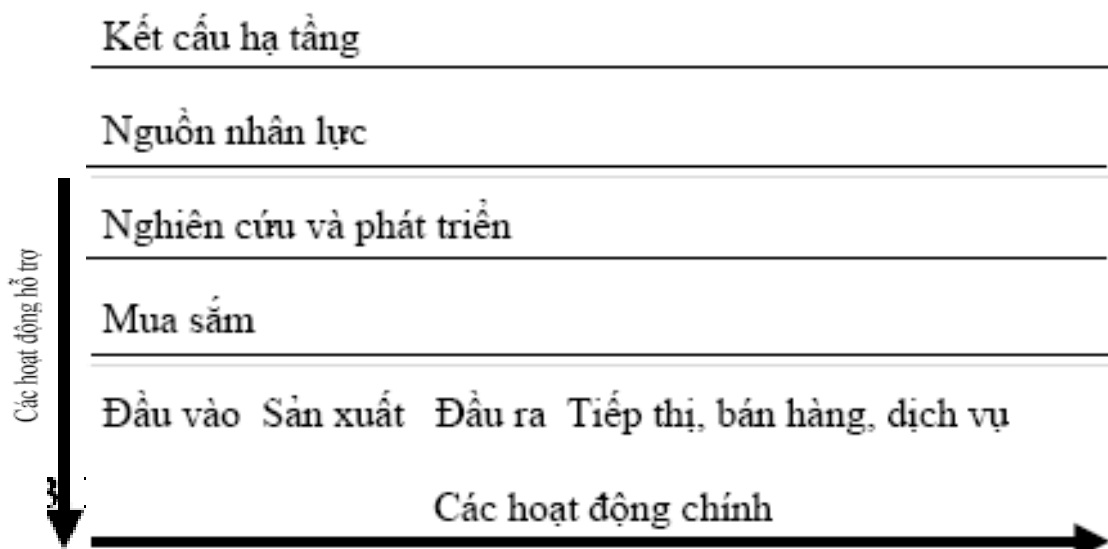 Kết cấu hạ tầng
Nguồn nhân lực
Nghiên cứu và phát triển
Mua sắm
Đầu vào Sản xuất Đầu ra Tiếp thị, bán hàng, dịch vụ
Các hoạt động chính
Các hoạt động hỗ trợ